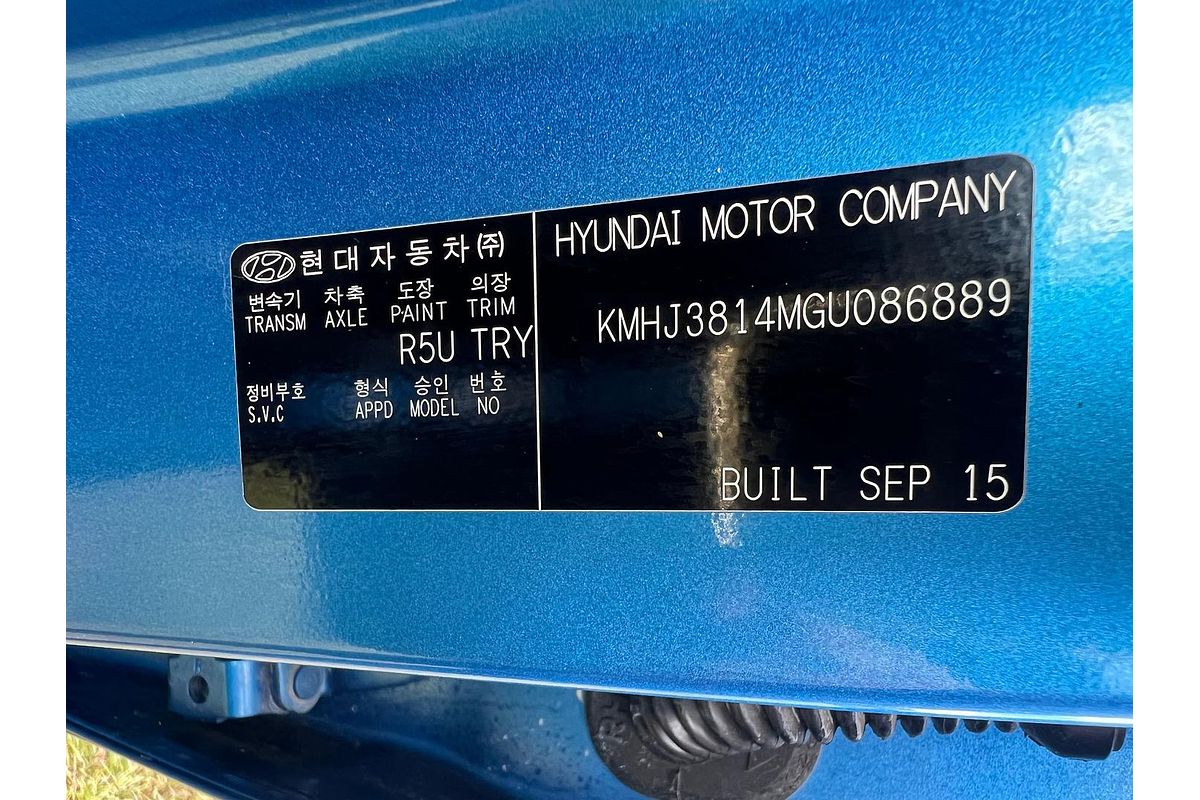 현대자동차㈜
변속기 차축 도장 의장
TRANSM AXLE PAINT TRIM
R5U TRY
정비부호 형식 승인 번호
S.V.C APPD MODEL NO
HYUNDAI MOTOR COMPANY
KMHJ3814MGU086889
BUILT SEP 15